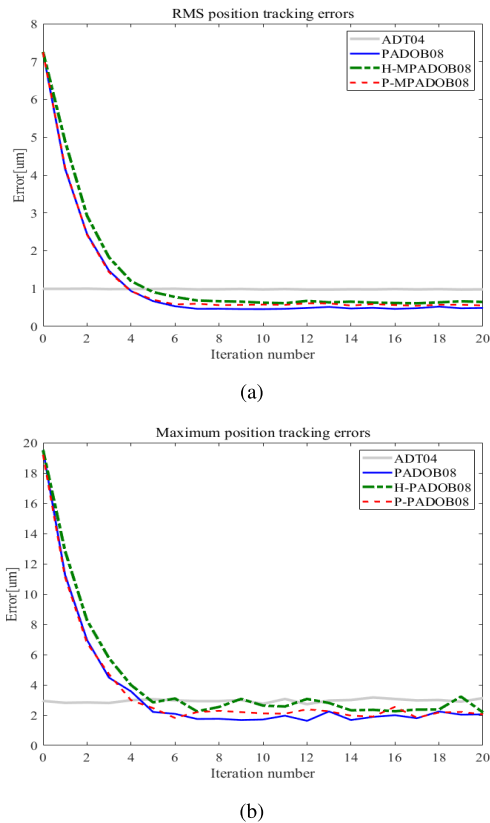 RMS position tracking errors
8
7
6
5
4
3
2
1
0
Error[um]
ADT04
PADOB08
H-MPADOB08
P-MPADOB08
0 2 4 6 8 10 12 14 16 18 20
Iteration number
(a)
Maximum position tracking errors
20
18
16
14
12
10
8
6
4
2
0
Error[um]
ADT04
PADOB08
H-PADOB08
P-PADOB08
0 2 4 6 8 10 12 14 16 18 20
Iteration number
(b)